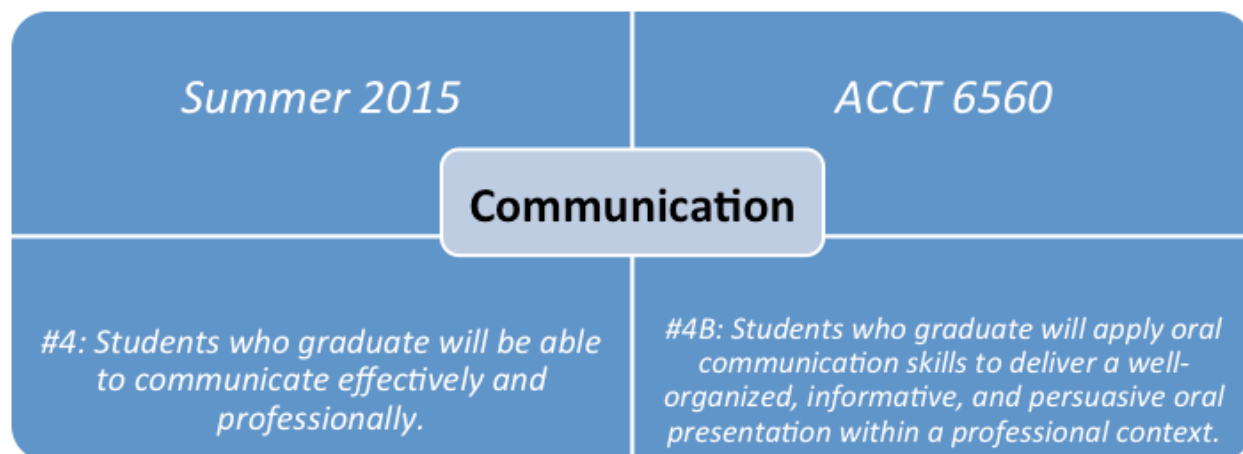 Summer 2015
ACCT 6560
Communication
#4: Students who graduate will be able
to communicate effectively and
professionally.
#4B: Students who graduate will apply oral
communication skills to deliver a well-
organized, informative, and persuasive oral
presentation within a professional context.